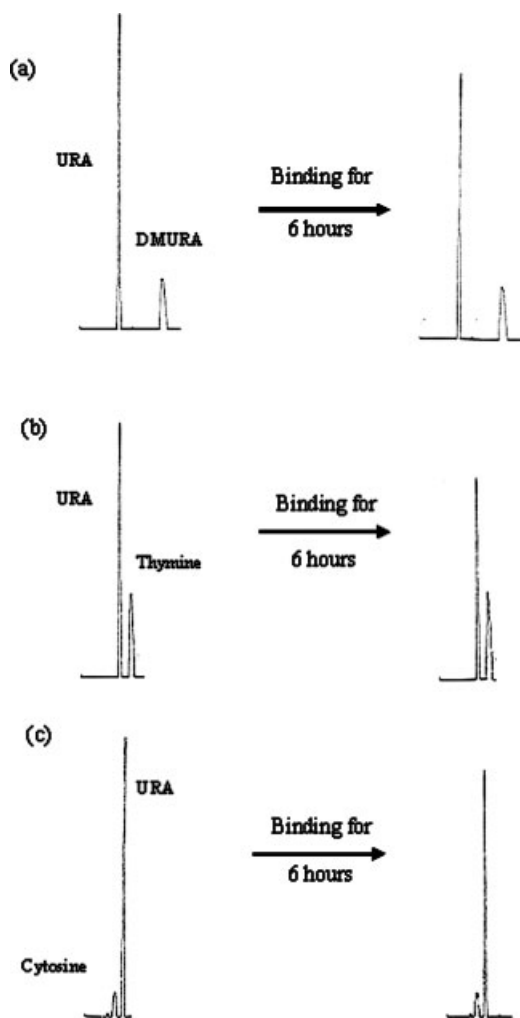 (a)
URA
DMURA
Binding for
6 hours
(b)
URA
Thymine
Binding for
6 hours
(c)
URA
Cytosine
Binding for
6 hours